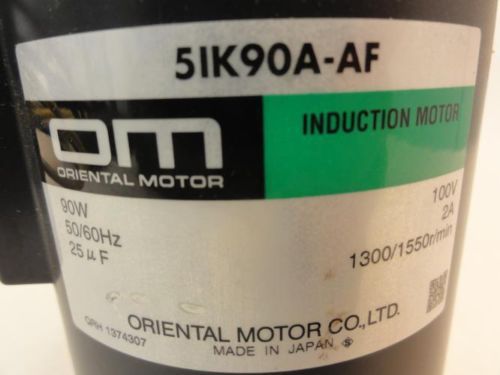 5IK90A-AF
om
INDUCTION MOTOR
ORIENTAL MOTOR
90W 100V
50/60Hz 2A
25μF 1300/1550r/min
ORH 1374307
ORIENTAL MOTOR CO.,LTD.
MADE IN JAPAN Ⓢ